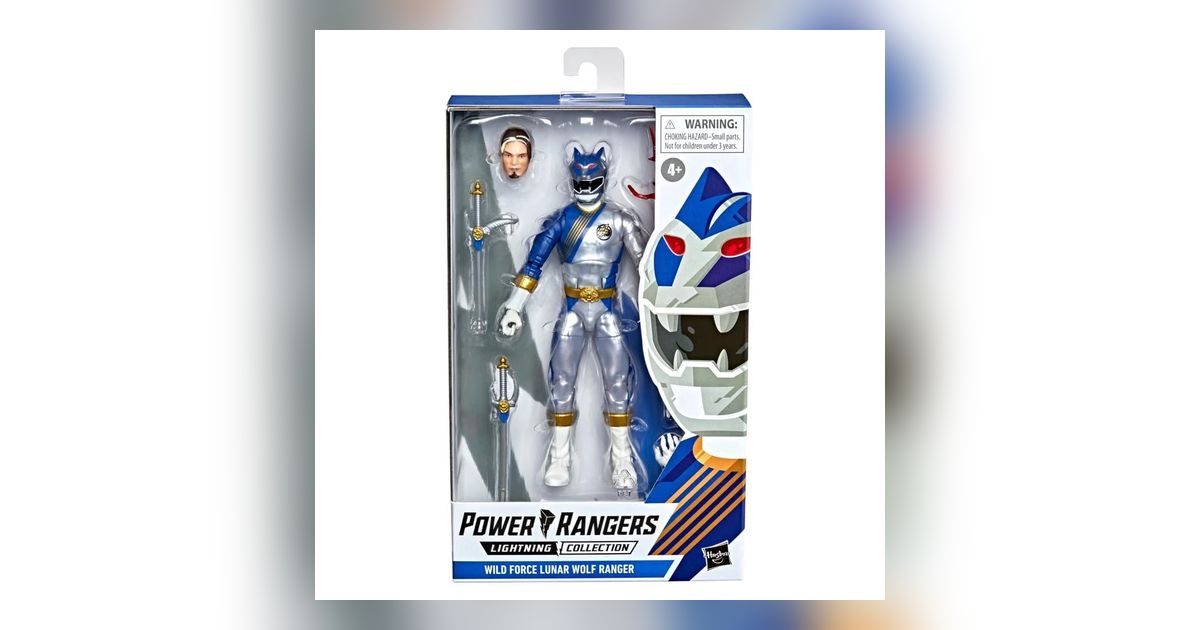 WARNING:
CHOKING HAZARD–Small parts.
Not for children under 3 years.
4+
POWER RANGERS
LIGHTNING COLLECTION
WILD FORCE LUNAR WOLF RANGER
Hasbro